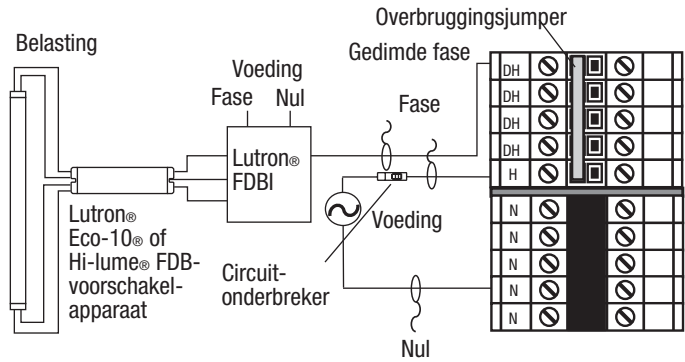 Overbruggingsjumper
Belasting
Gedimde fase
Voeding
Fase Nul
Fase
Lutron®
FDBI
Lutron®
Eco-10® of
Hi-lume® FDB-
voorschakel-
apparaat
Voeding
Circuit-
onderbreker
Nul
DH
DH
DH
DH
H
N
N
N
N
N